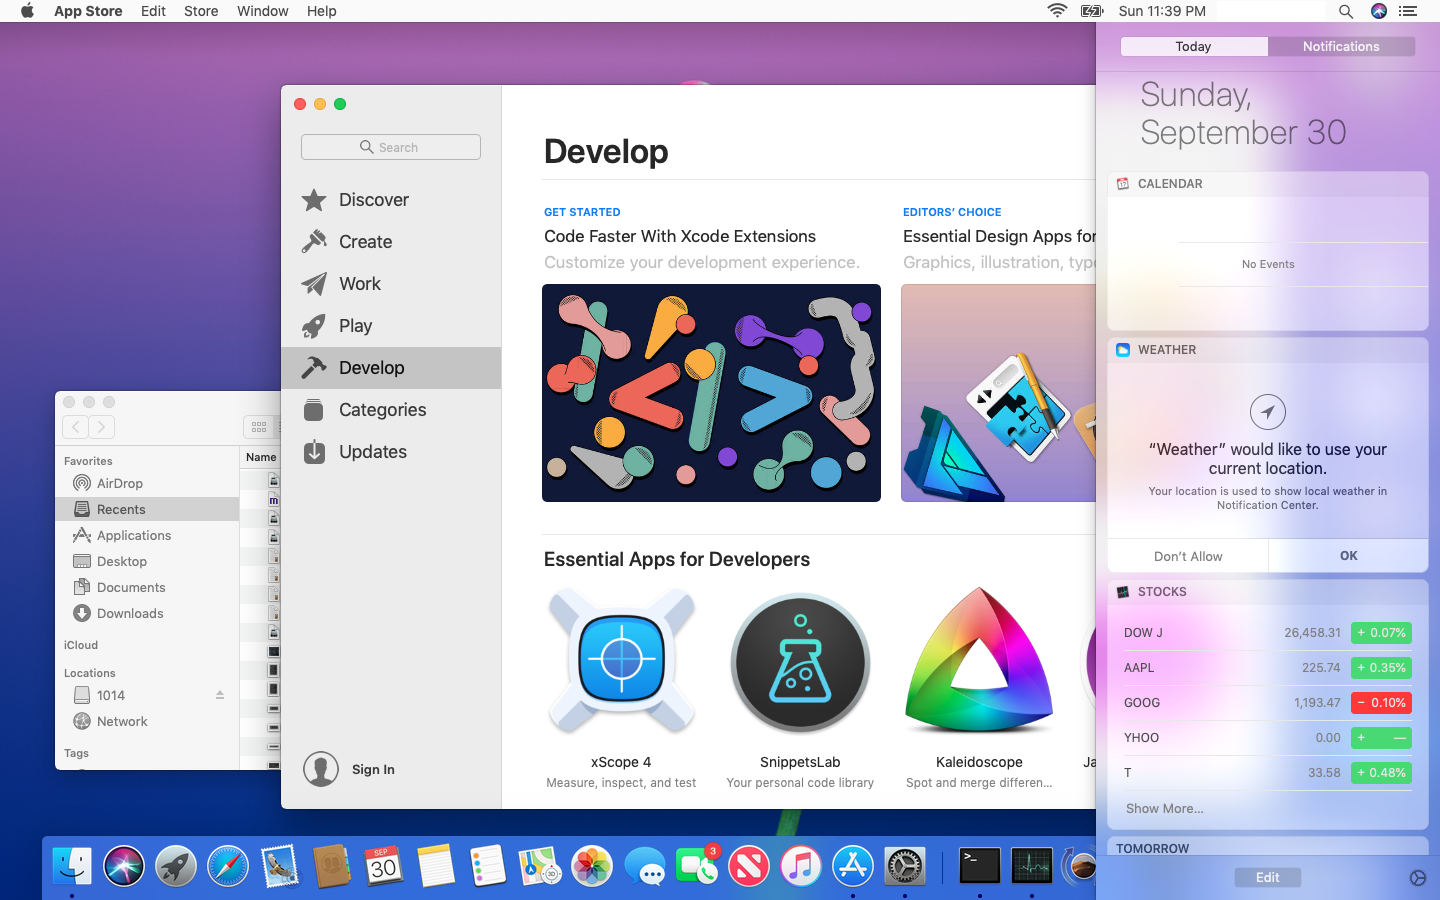 App Store Edit Store Window Help Sun 11:39 PM
Today Notifications
Sunday,
September 30
CALENDAR
17
No Events
WEATHER
“Weather” would like to use your
current location.
Your location is used to show local weather in
Notification Center.
Don’t Allow OK
STOCKS
DOW J 26,458.31 + 0.07%
AAPL 225.74 + 0.35%
GOOG 1,193.47 − 0.10%
YHOO 0.00 + —
T 33.58 + 0.48%
Show More...
TOMORROW
Edit
Search
Discover
Create
Work
Play
Develop
Categories
Updates
Sign In
Develop
GET STARTED
Code Faster With Xcode Extensions
Customize your development experience.
EDITORS’ CHOICE
Essential Design Apps for
Graphics, illustration, typo
Essential Apps for Developers
xScope 4
Measure, inspect, and test
SnippetsLab
Your personal code library
Kaleidoscope
Spot and merge differen...
Ja
Favorites
AirDrop
Recents
Applications
Desktop
Documents
Downloads
iCloud
Locations
1014
Network
Tags
Name
SEP
30
3D
3
>_